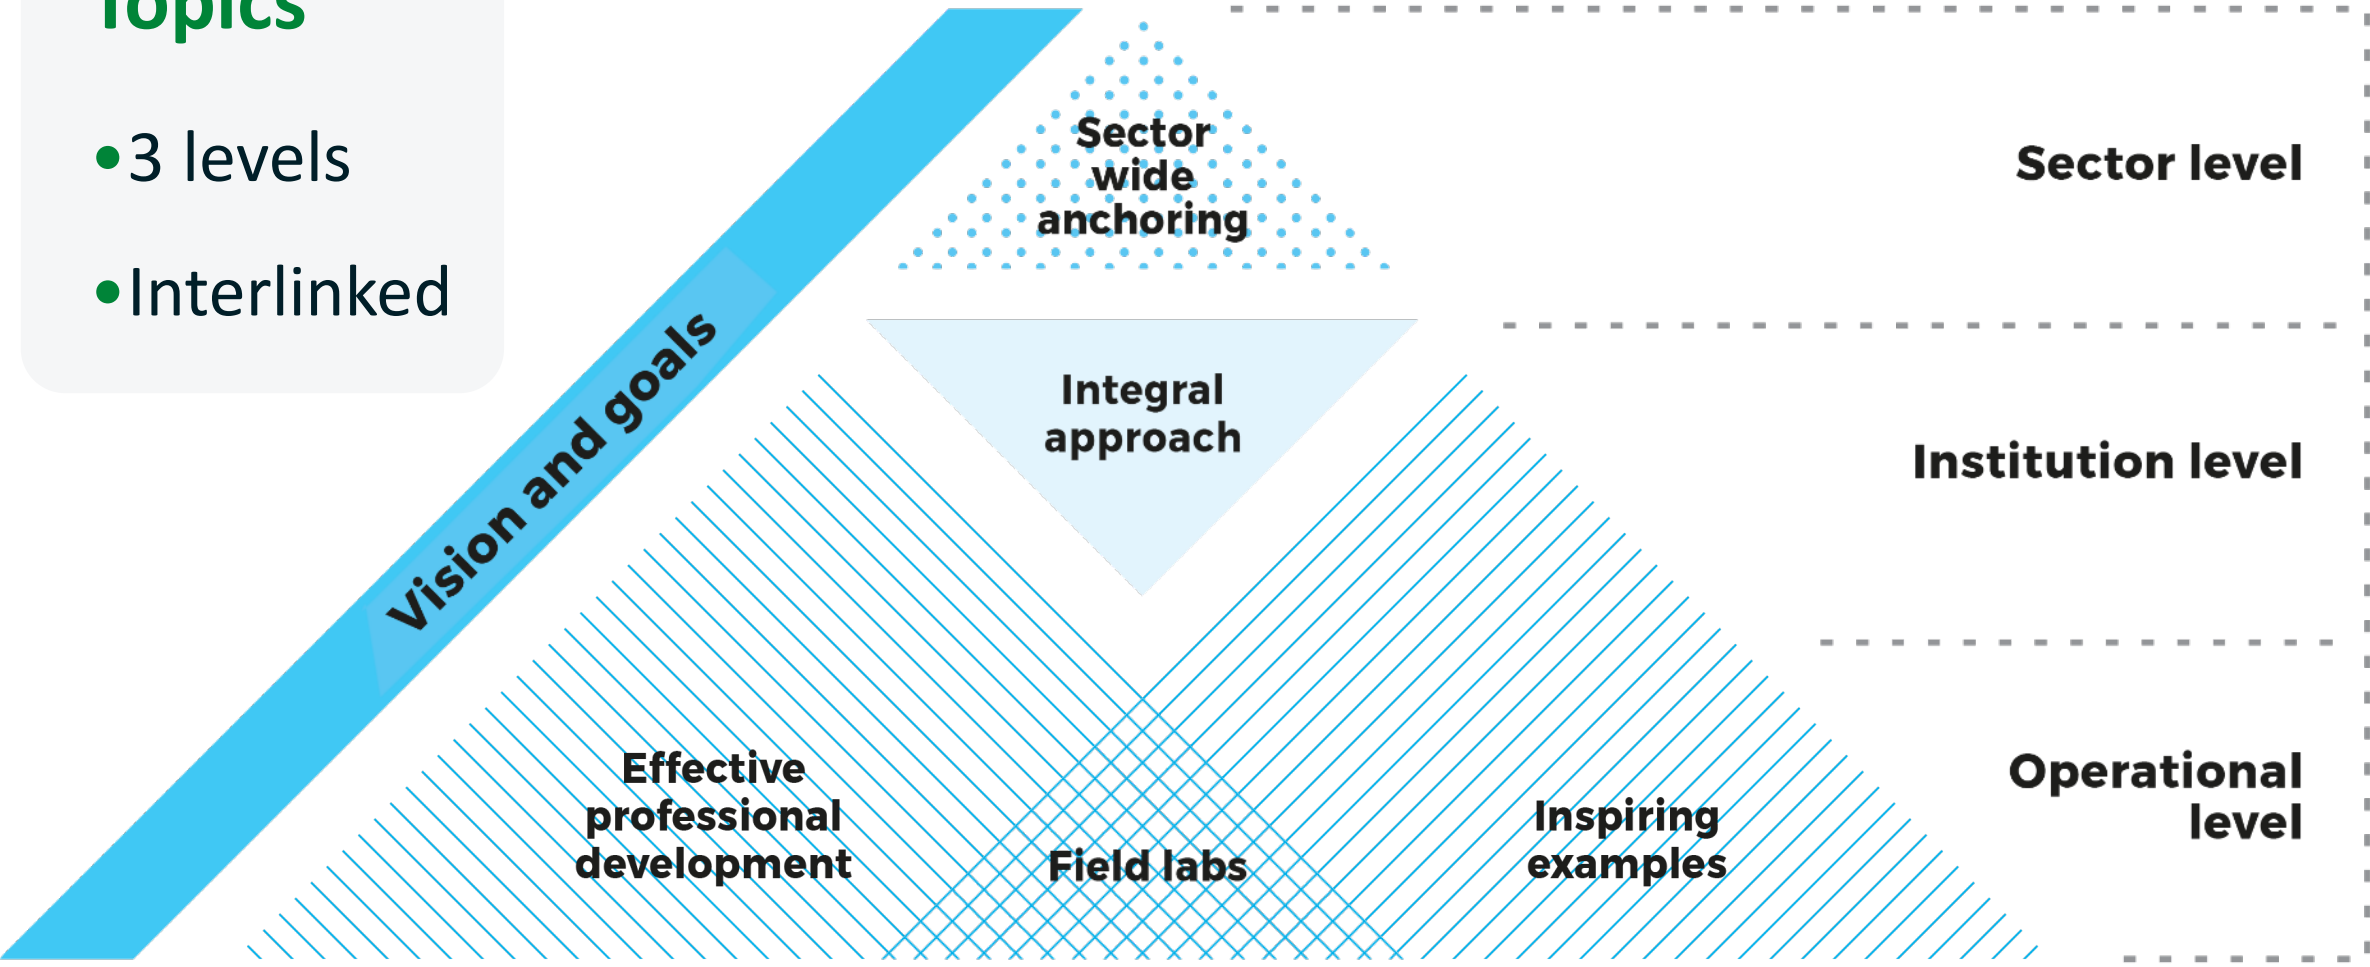 Topics
•3 levels
•Interlinked
Vision and goals
Sector
wide
anchoring
Integral
approach
Effective
professional
development
Field labs
Inspiring
examples
Sector level
Institution level
Operational
level